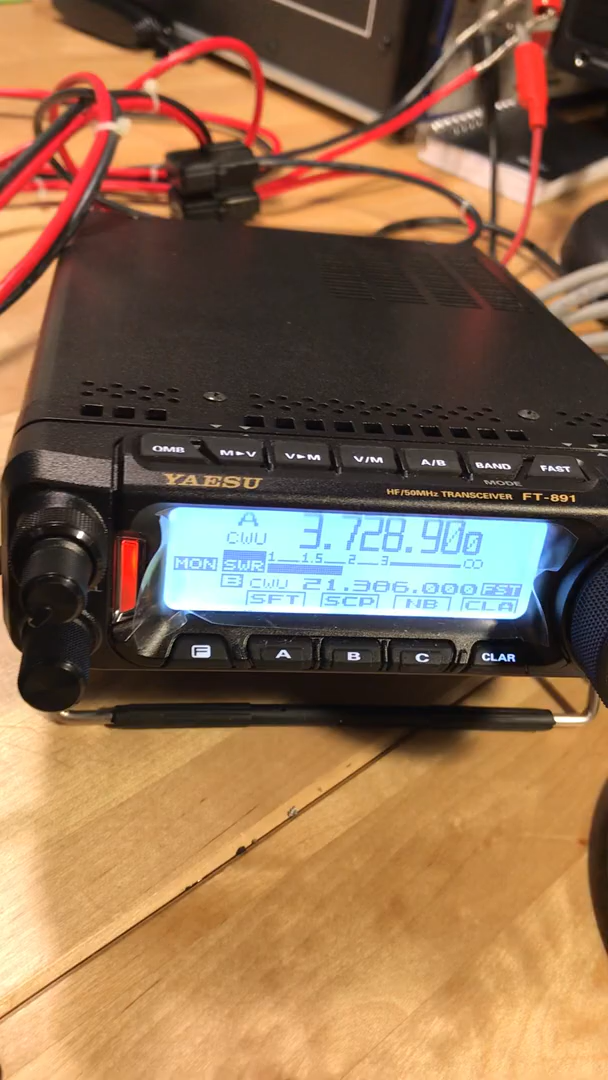 QMB M▶V V▶M V/M A/B BAND FAST
MODE
YAESU
HF/50MHz TRANSCEIVER FT-891
A
CWU 3.728.900
MON SWR 1 1.5 2 3 ∞
B CWU 21.386.000 FST
SFT SCP NB CLA
F A B C CLAR